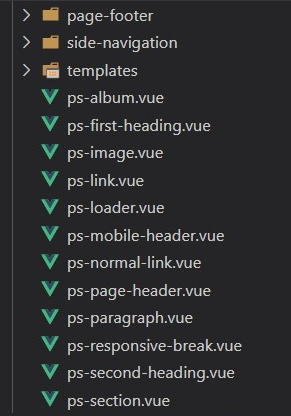 page-footer
side-navigation
templates
ps-album.vue
ps-first-heading.vue
ps-image.vue
ps-link.vue
ps-loader.vue
ps-mobile-header.vue
ps-normal-link.vue
ps-page-header.vue
ps-paragraph.vue
ps-responsive-break.vue
ps-second-heading.vue
ps-section.vue